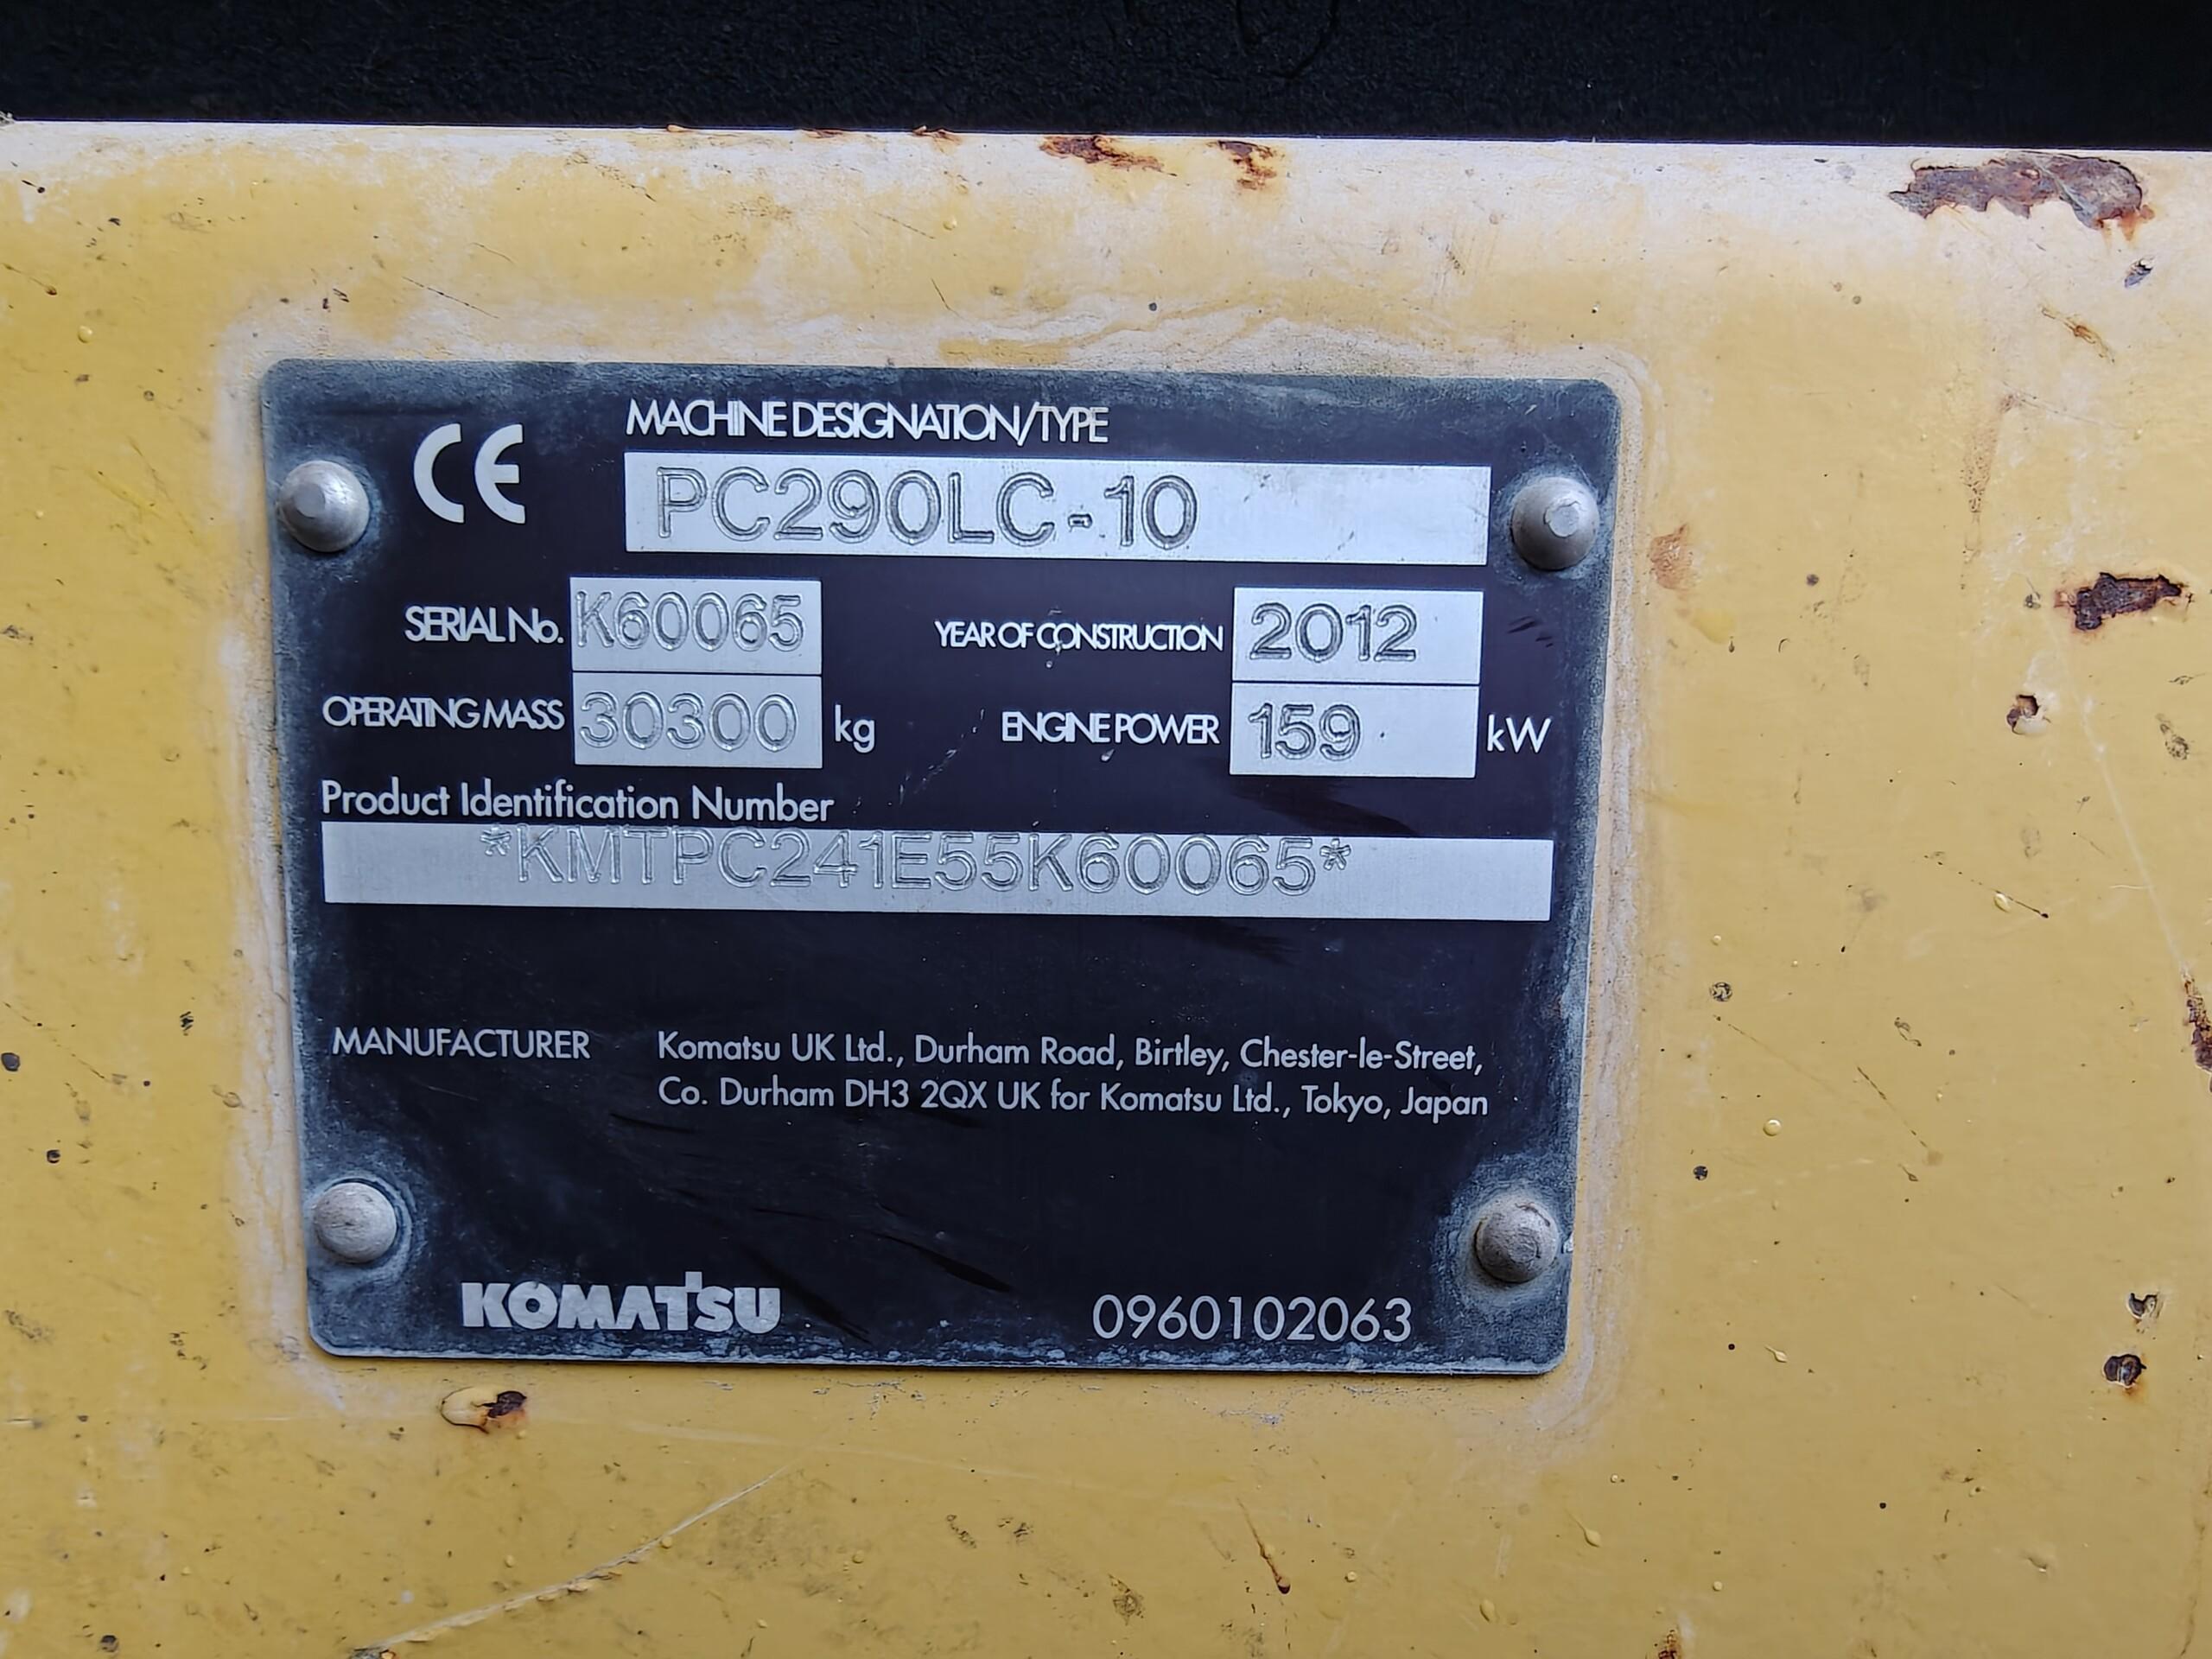 CE
MACHINE DESIGNATION/TYPE
PC290LC-10
SERIAL No. K60065 YEAR OF CONSTRUCTION 2012
OPERATING MASS 30300 kg ENGINE POWER 159 kW
Product Identification Number
*KMTPC241E55K60065*
MANUFACTURER Komatsu UK Ltd., Durham Road, Birtley, Chester-le-Street,
Co. Durham DH3 2QX UK for Komatsu Ltd., Tokyo, Japan
KOMATSU 0960102063